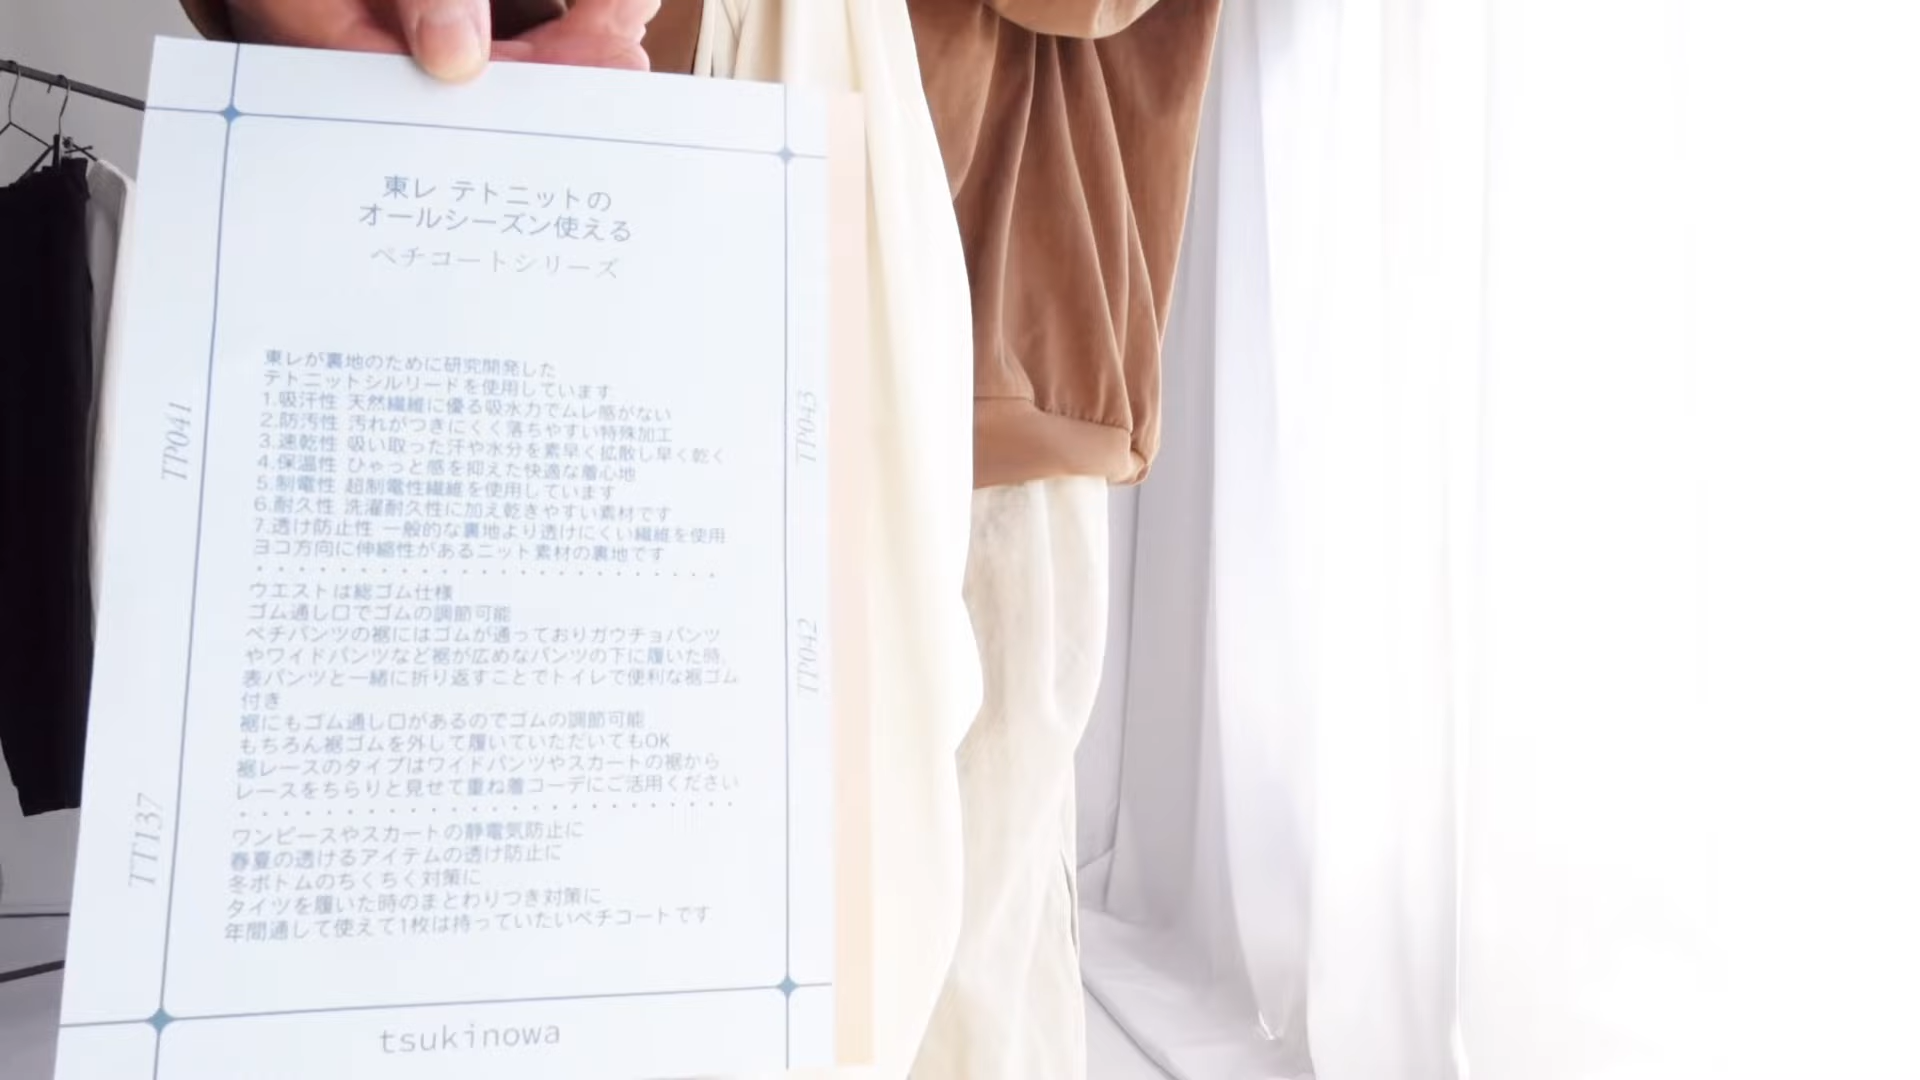 東レ テトニットの
オールシーズン使える
ペチコートシリーズ
東レが裏地のために研究開発した
テトニットシルリードを使用しています
1.吸汗性 天然繊維に優る吸水力でムレ感がない
2.防汚性 汚れがつきにくく落ちやすい特殊加工
3.速乾性 吸い取った汗や水分を素早く拡散し早く乾く
4.保温性 ひゃっと感を抑えた快適な着心地
5.制電性 超制電性繊維を使用しています
6.耐久性 洗濯耐久性に加え乾きやすい素材です
7.透け防止性 一般的な裏地より透けにくい繊維を使用
ヨコ方向に伸縮性があるニット素材の裏地です
ウエストは総ゴム仕様
ゴム通し口でゴムの調節可能
ペチパンツの裾にはゴムが通っておりガウチョパンツ
やワイドパンツなど裾が広めなパンツの下に履いた時、
表パンツと一緒に折り返すことでトイレで便利な裾ゴム
付き
裾にもゴム通し口があるのでゴムの調節可能
もちろん裾ゴムを外して履いていただいてもOK
裾レースのタイプはワイドパンツやスカートの裾から
レースをちらりと見せて重ね着コーデにご活用ください
ワンピースやスカートの静電気防止に
春夏の透けるアイテムの透け防止に
冬ボトムのちくちく対策に
タイツを履いた時のまとわりつき対策に
年間通して使えて1枚は持っていたいペチコートです
tsukinowa
TP041
TT137
TP043
TP042